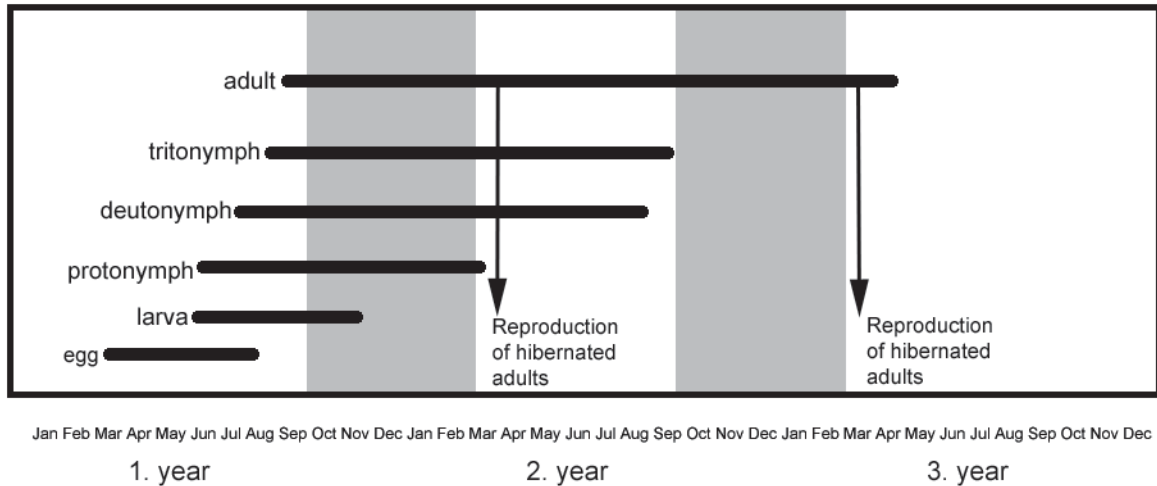 adult
tritonymph
deutonymph
protonymph
larva
egg
Reproduction
of hibernated
adults
Reproduction
of hibernated
adults
Jan Feb Mar Apr May Jun Jul Aug Sep Oct Nov Dec Jan Feb Mar Apr May Jun Jul Aug Sep Oct Nov Dec Jan Feb Mar Apr May Jun Jul Aug Sep Oct Nov Dec
1. year 2. year 3. year